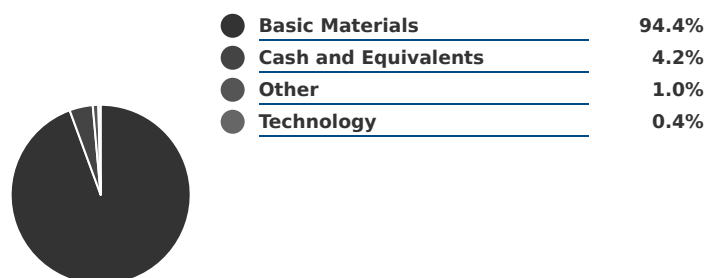 Basic Materials 94.4%
Cash and Equivalents 4.2%
Other 1.0%
Technology 0.4%